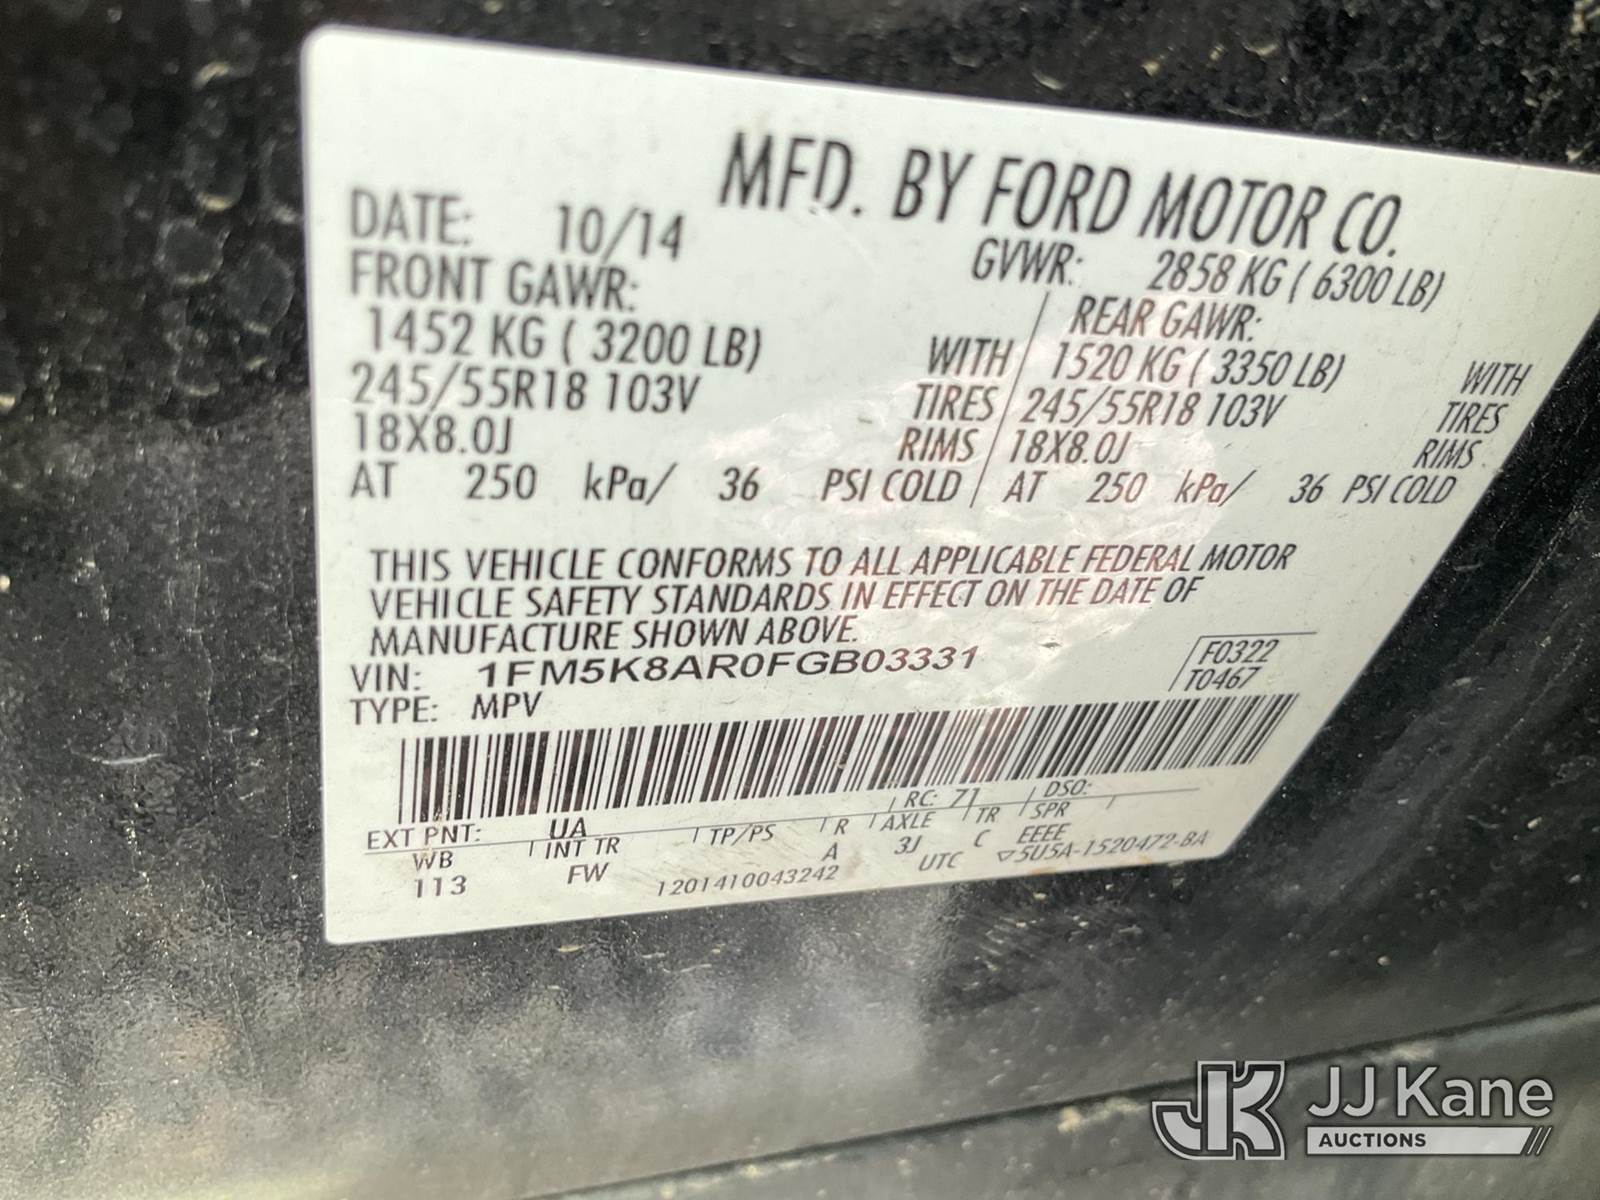 MFD. BY FORD MOTOR CO.
DATE: 10/14 GVWR: 2858 KG ( 6300 LB)
FRONT GAWR: REAR GAWR:
1452 KG ( 3200 LB) WITH / 1520 KG ( 3350 LB) WITH
245/55R18 103V TIRES 245/55R18 103V TIRES
18X8.0J RIMS 18X8.0J RIMS
AT 250 kPa/ 36 PSI COLD / AT 250 kPa/ 36 PSI COLD
THIS VEHICLE CONFORMS TO ALL APPLICABLE FEDERAL MOTOR
VEHICLE SAFETY STANDARDS IN EFFECT ON THE DATE OF
MANUFACTURE SHOWN ABOVE.
VIN: 1FM5K8AR0FGB03331 F0322
TYPE: MPV T0467
EXT PNT: UA RC: 71 DSO:
WB INT TR TP/PS R AXLE TR SPR
113 FW A 3J C EEEE
1201410043242 UTC ▽5U5A-1520472-BA
JK JJ Kane
AUCTIONS